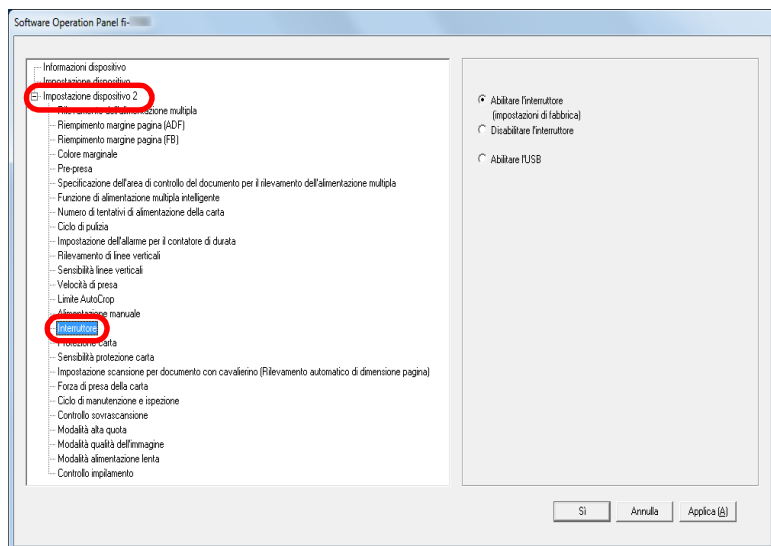 Software Operation Panel fi-
Informazioni dispositivo
Impostazione dispositivo
Impostazione dispositivo 2
Rilevamento dell'alimentazione multipla
Riempimento margine pagina (ADF)
Riempimento margine pagina (FB)
Colore marginale
Pre-presa
Specificazione dell'area di controllo del documento per il rilevamento dell'alimentazione multipla
Funzione di alimentazione multipla intelligente
Numero di tentativi di alimentazione della carta
Ciclo di pulizia
Impostazione dell'allarme per il contatore di durata
Rilevamento di linee verticali
Sensibilità linee verticali
Velocità di presa
Limite AutoCrop
Alimentazione manuale
Interruttore
Protezione carta
Sensibilità protezione carta
Impostazione scansione per documento con cavalierino (Rilevamento automatico di dimensione pagina)
Forza di presa della carta
Ciclo di manutenzione e ispezione
Controllo sovrascansione
Modalità alta quota
Modalità qualità dell'immagine
Modalità alimentazione lenta
Controllo impilamento
Abilitare l'interruttore
(impostazioni di fabbrica)
Disabilitare l'interruttore
Abilitare l'USB
Sì
Annulla
Applica (A)